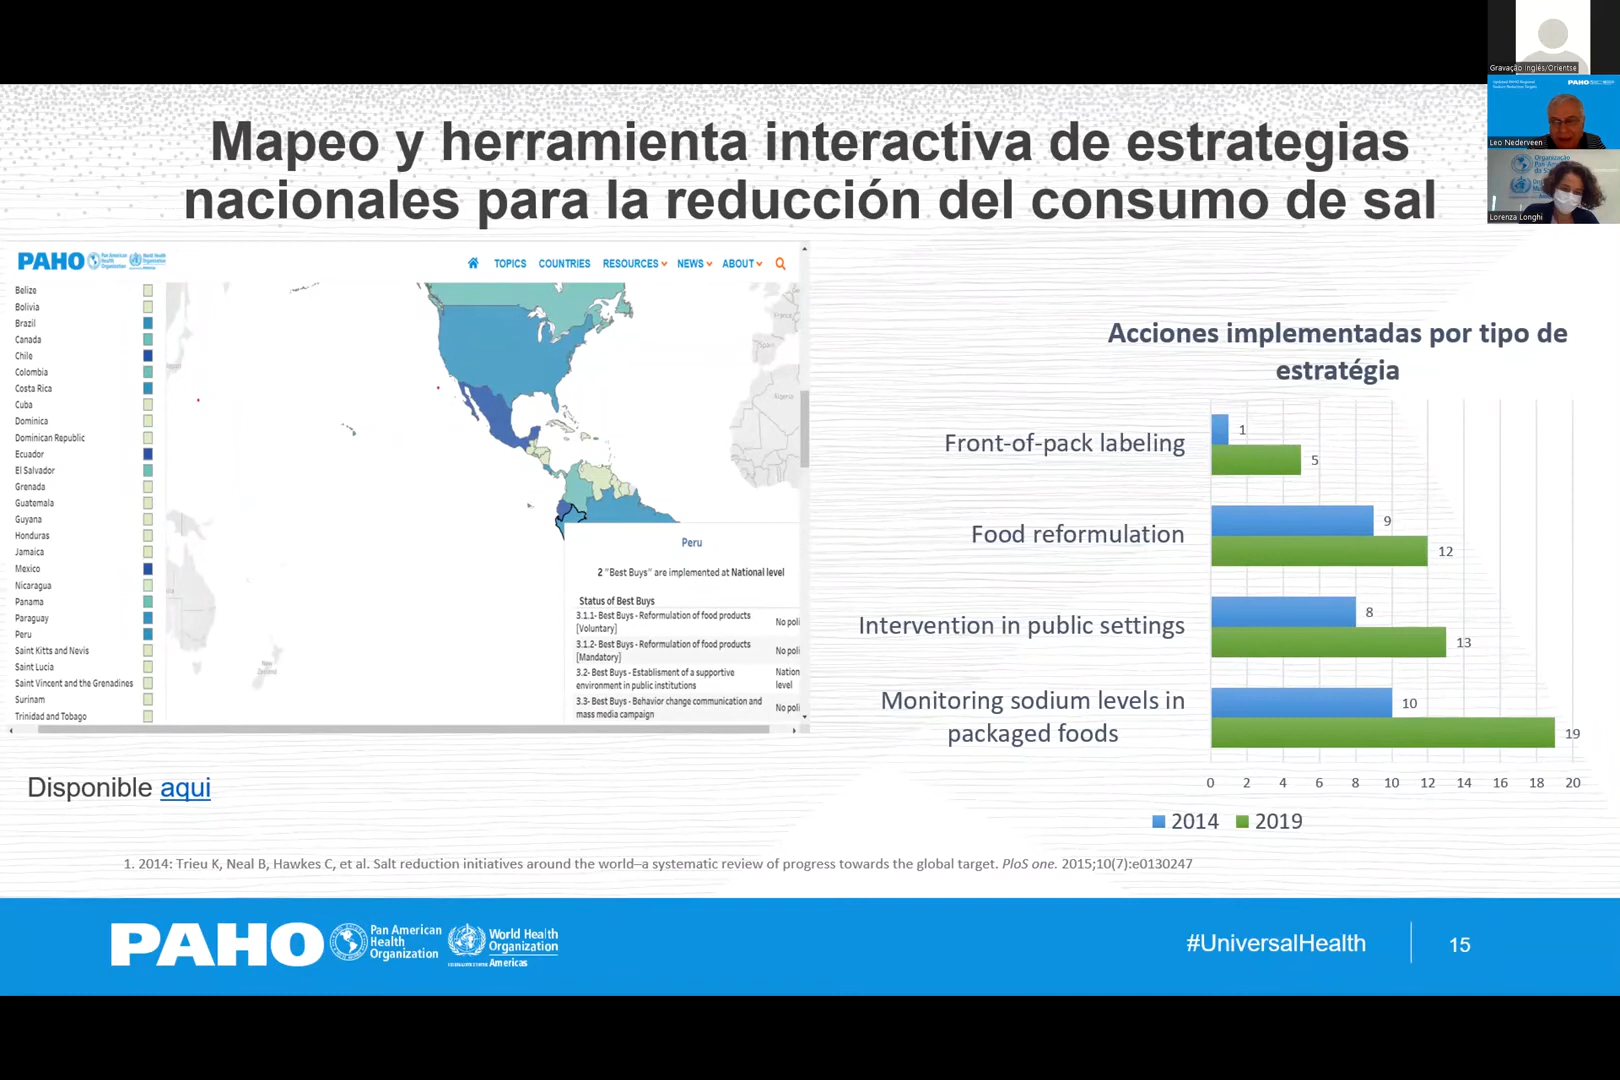 Gravação Inglés/Orientse
Leo Nederveen
Lorenza Longhi
Mapeo y herramienta interactiva de estrategias
nacionales para la reducción del consumo de sal
PAHO
TOPICS COUNTRIES RESOURCES NEWS ABOUT
Belize
Bolivia
Brazil
Canada
Chile
Colombia
Costa Rica
Cuba
Dominica
Dominican Republic
Ecuador
El Salvador
Grenada
Guatemala
Guyana
Honduras
Jamaica
Mexico
Nicaragua
Panama
Paraguay
Peru
Saint Kitts and Nevis
Saint Lucia
Saint Vincent and the Grenadines
Surinam
Trinidad and Tobago
France
Spain
Nigeria
New
Zealand
Peru
2 "Best Buys" are implemented at National level
Status of Best Buys
3.1.1- Best Buys - Reformulation of food products
[Voluntary]
No poli
3.1.2- Best Buys - Reformulation of food products
[Mandatory]
No poli
3.2- Best Buys - Establisment of a supportive
environment in public institutions
Nation
level
3.3- Best Buys - Behavior change communication and
mass media campaign
No poli
Disponible aqui
Acciones implementadas por tipo de
estratégia
Front-of-pack labeling
1
5
Food reformulation
9
12
Intervention in public settings
8
13
Monitoring sodium levels in
packaged foods
10
19
0 2 4 6 8 10 12 14 16 18 20
2014 2019
1. 2014: Trieu K, Neal B, Hawkes C, et al. Salt reduction initiatives around the world–a systematic review of progress towards the global target. PloS one. 2015;10(7):e0130247
PAHO
Pan American
Health
Organization
World Health
Organization
Americas
#UniversalHealth
15